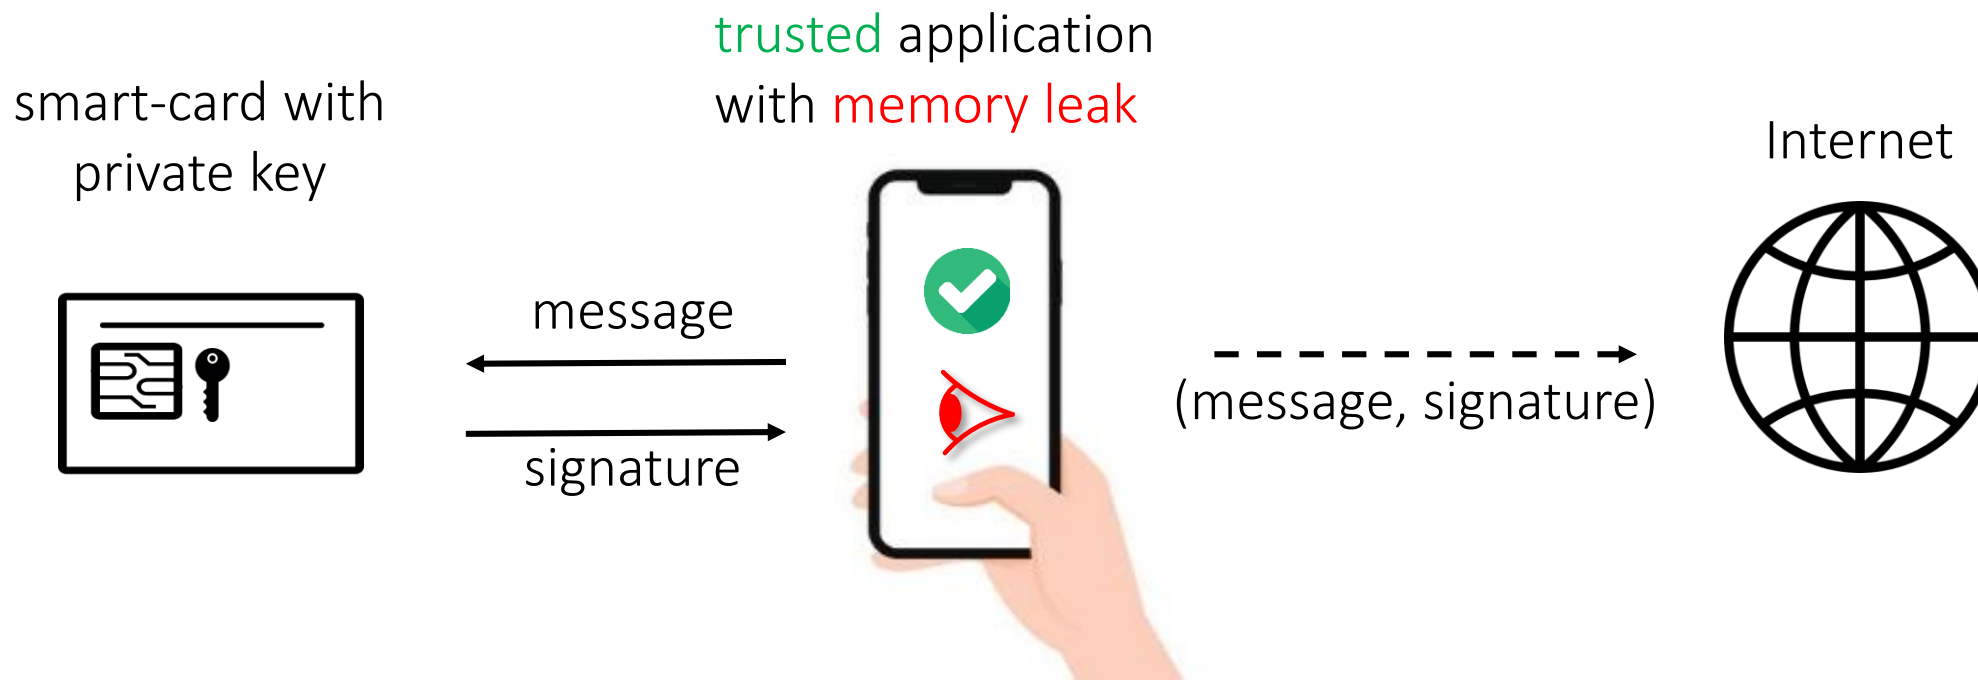 smart-card with
private key
trusted application
with memory leak
Internet
message
signature
(message, signature)